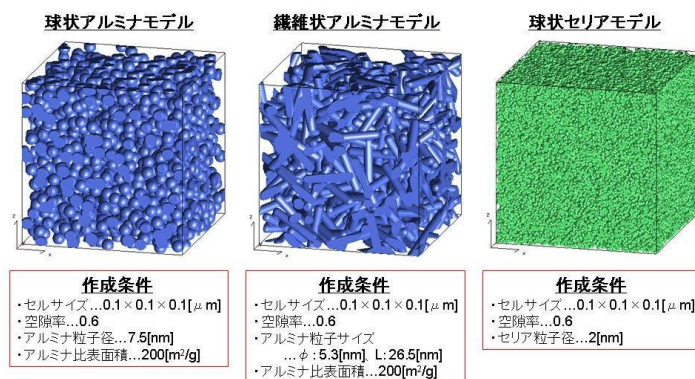 球状アルミナモデル
繊維状アルミナモデル
球状セリアモデル
z
x
z
x
z
x
作成条件
・セルサイズ…0.1×0.1×0.1[μm]
・空隙率…0.6
・アルミナ粒子径…7.5[nm]
・アルミナ比表面積…200[m²/g]
作成条件
・セルサイズ…0.1×0.1×0.1[μm]
・空隙率…0.6
・アルミナ粒子サイズ
…φ:5.3[nm]、L:26.5[nm]
・アルミナ比表面積…200[m²/g]
作成条件
・セルサイズ…0.1×0.1×0.1[μm]
・空隙率…0.6
・セリア粒子径…2[nm]